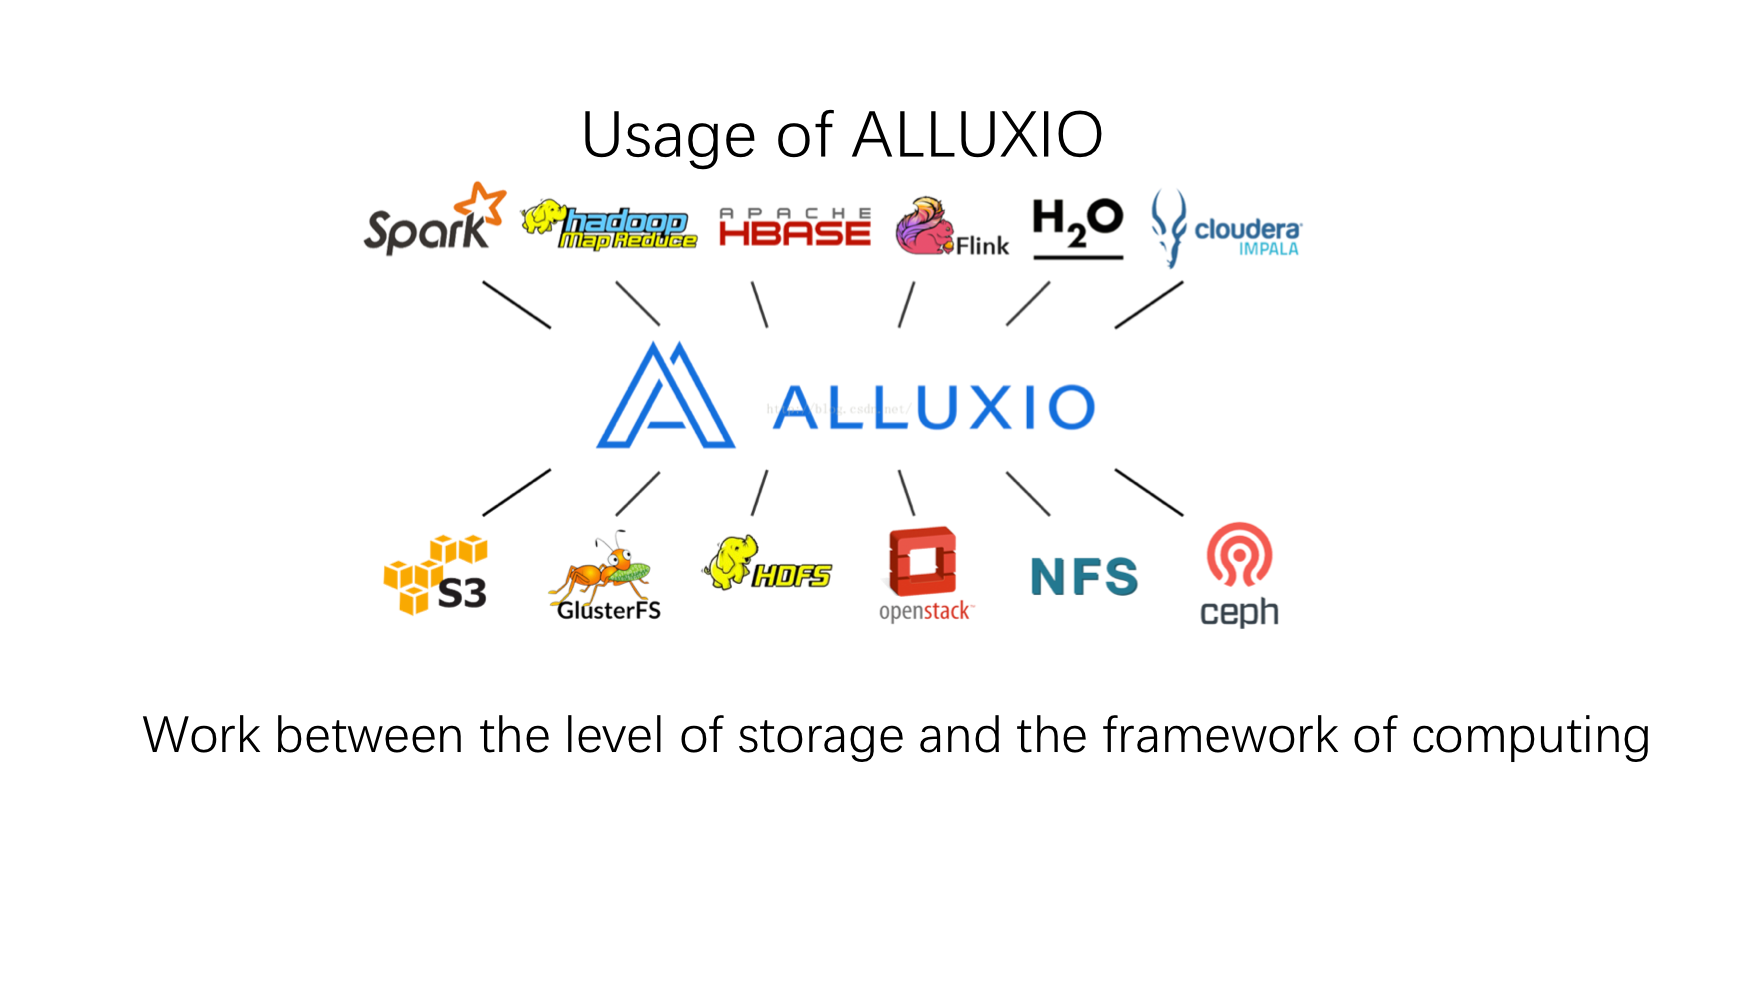 Usage of ALLUXIO
Spark hadoop Map Reduce APACHE HBASE Flink H2O cloudera IMPALA
ALLUXIO
S3 GlusterFS HDFS openstack NFS ceph
Work between the level of storage and the framework of computing